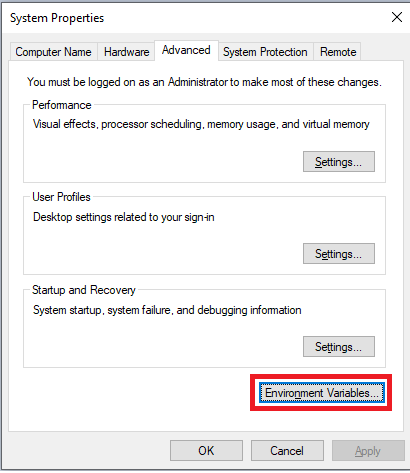 System Properties
Computer Name Hardware Advanced System Protection Remote
You must be logged on as an Administrator to make most of these changes.
Perfomance
Visual effects, processor scheduling, memory usage, and virtual memory
Settings...
User Profiles
Desktop settings related to your sign-in
Settings...
Startup and Recovery
System startup, system failure, and debugging information
Settings...
Environment Variables...
OK Cancel Apply